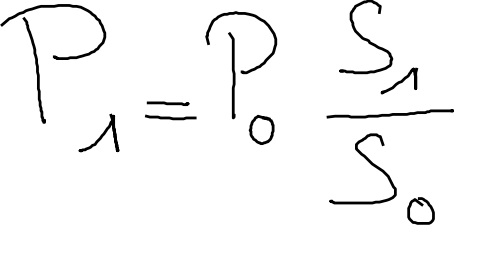 P₁ = P₀ S₁/S₀